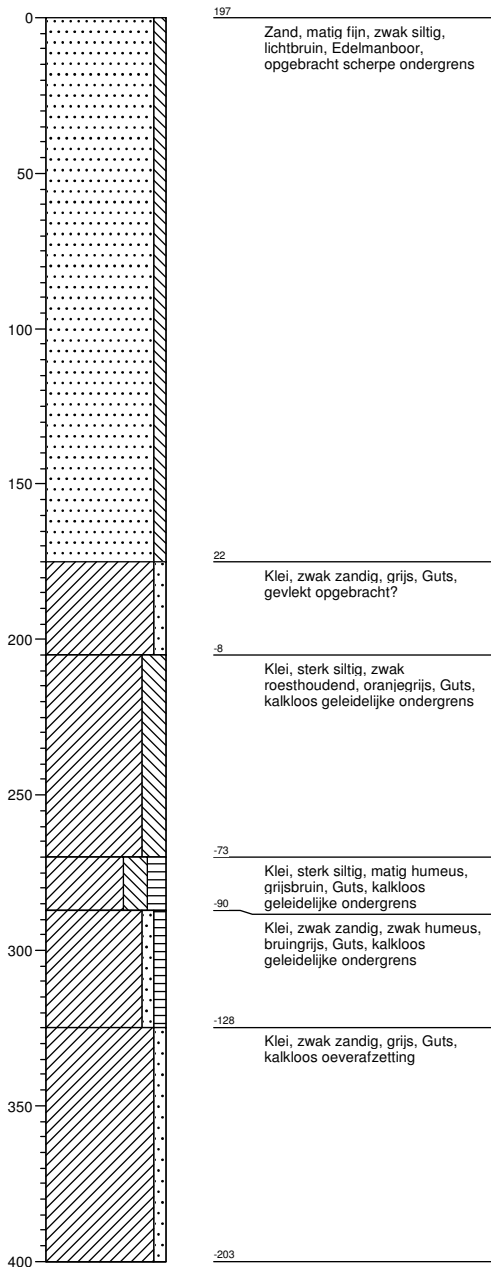 0
197
Zand, matig fijn, zwak siltig,
lichtbruin, Edelmanboor,
opgebracht scherpe ondergrens
50
100
150
22
Klei, zwak zandig, grijs, Guts,
gevlekt opgebracht?
200
-8
Klei, sterk siltig, zwak
roesthoudend, oranjegrijs, Guts,
kalkloos geleidelijke ondergrens
250
-73
Klei, sterk siltig, matig humeus,
grijsbruin, Guts, kalkloos
geleidelijke ondergrens
-90
Klei, zwak zandig, zwak humeus,
bruingrijs, Guts, kalkloos
geleidelijke ondergrens
300
-128
Klei, zwak zandig, grijs, Guts,
kalkloos oeverafzetting
350
400
-203